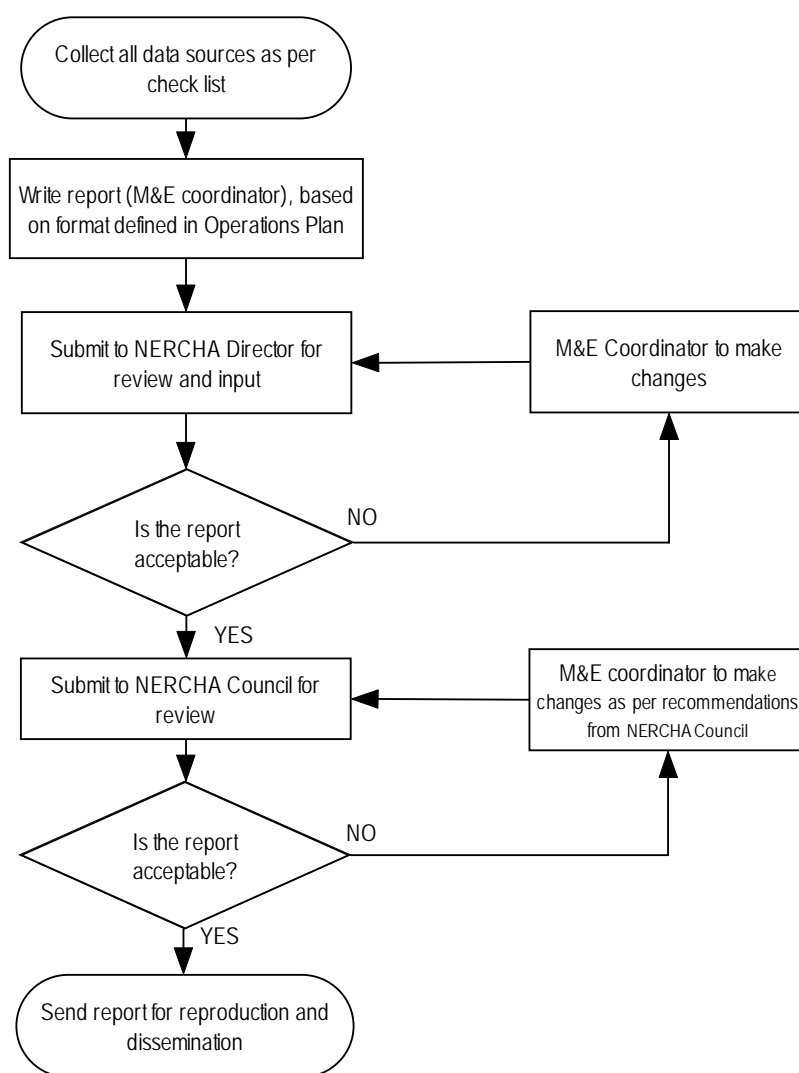 Collect all data sources as per
check list
Write report (M&E coordinator), based
on format defined in Operations Plan
Submit to NERCHA Director for
review and input
M&E Coordinator to make
changes
Is the report
acceptable?
NO
YES
Submit to NERCHA Council for
review
M&E coordinator to make
changes as per recommendations
from NERCHA Council
Is the report
acceptable?
NO
YES
Send report for reproduction and
dissemination